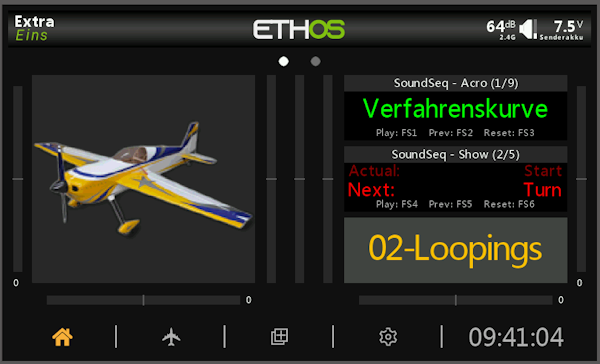 Extra
Eins
ETHOS
64dB
2.4G
7.5V
Senderakku
SoundSeq - Acro (1/9)
Verfahrenskurve
Play: FS1 Prev: FS2 Reset: FS3
SoundSeq - Show (2/5)
Actual: Start
Next: Turn
Play: FS4 Prev: FS5 Reset: FS6
02-Loopings
0
0
0
0
09:41:04